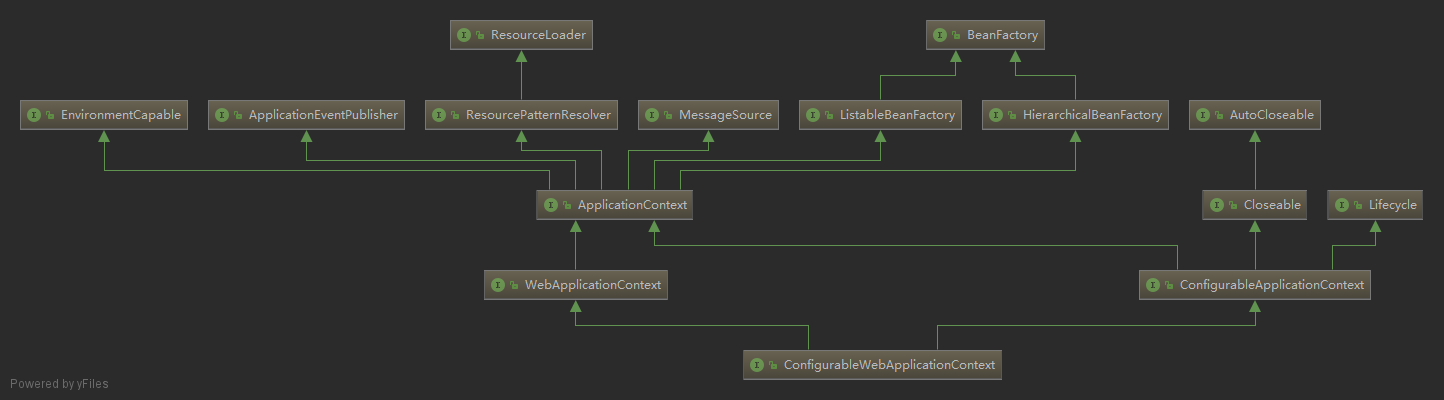 ResourceLoader
BeanFactory
EnvironmentCapable
ApplicationEventPublisher
ResourcePatternResolver
MessageSource
ListableBeanFactory
HierarchicalBeanFactory
AutoCloseable
ApplicationContext
Closeable
Lifecycle
WebApplicationContext
ConfigurableApplicationContext
ConfigurableWebApplicationContext
Powered by yFiles